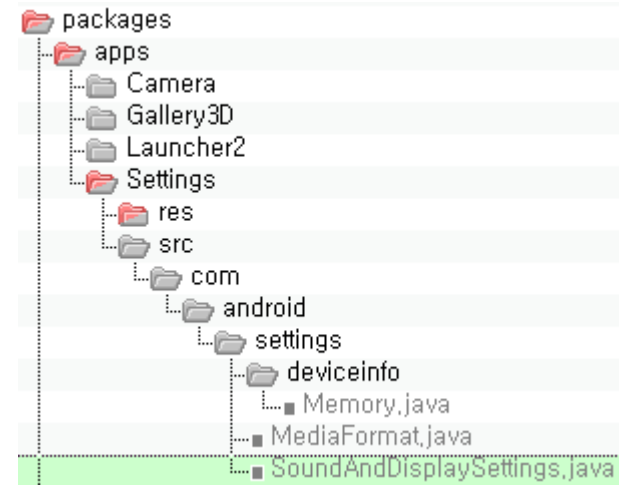 packages
apps
Camera
Gallery3D
Launcher2
Settings
res
src
com
android
settings
deviceinfo
Memory.java
MediaFormat.java
SoundAndDisplaySettings.java